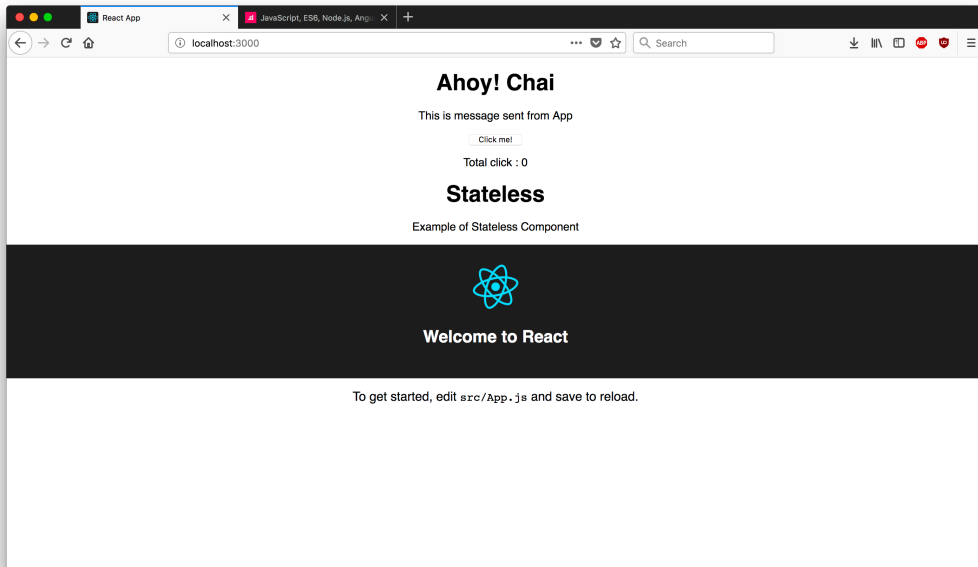 React App
JavaScript, ES6, Node.js, Angu
localhost:3000
Search
ABP
Ahoy! Chai
This is message sent from App
Click me!
Total click : 0
Stateless
Example of Stateless Component
Welcome to React
To get started, edit src/App.js and save to reload.